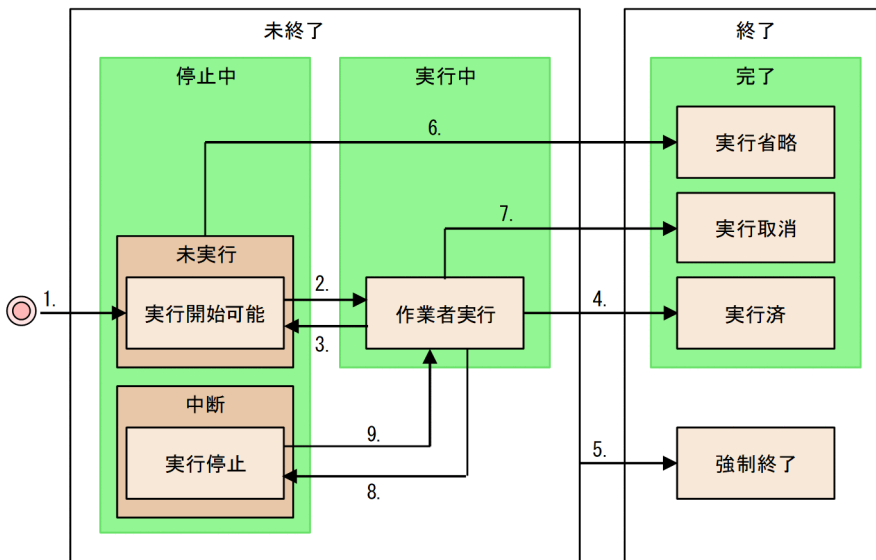 未終了
終了
停止中
実行中
完了
6.
実行省略
7.
実行取消
未実行
1.
実行開始可能
2.
3.
作業者実行
4.
実行済
中断
実行停止
9.
8.
5.
強制終了